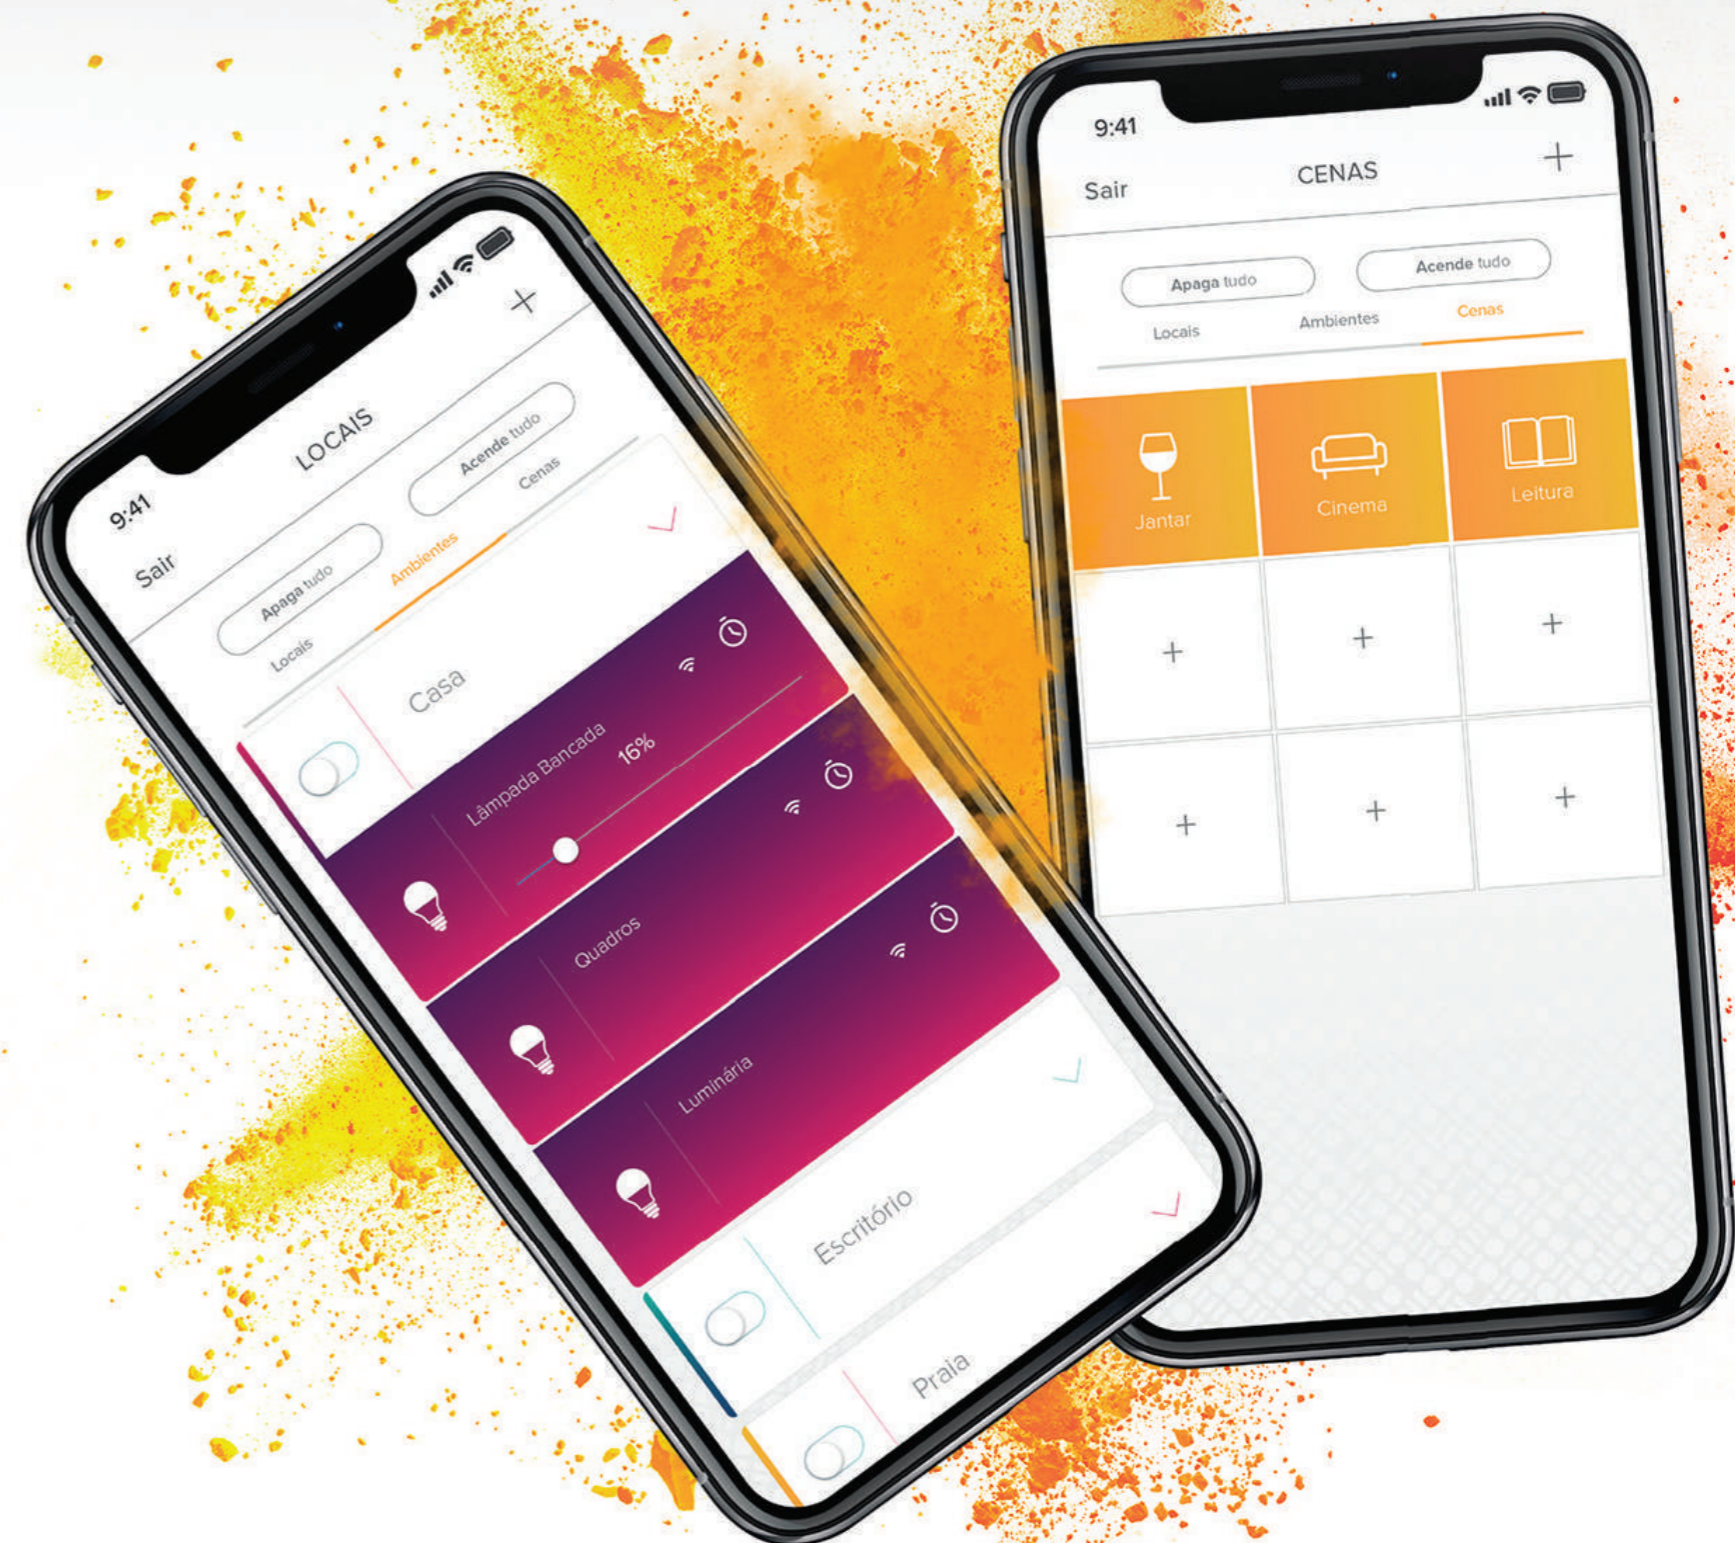 9:41
Sair
LOCAIS
+
Apaga tudo
Acende tudo
Locais
Ambientes
Cenas
Casa
Lâmpada Bancada
16%
Quadros
Luminária
Escritório
Praia
9:41
Sair
CENAS
+
Apaga tudo
Acende tudo
Locais
Ambientes
Cenas
Jantar
Cinema
Leitura
+ + +
+ + +